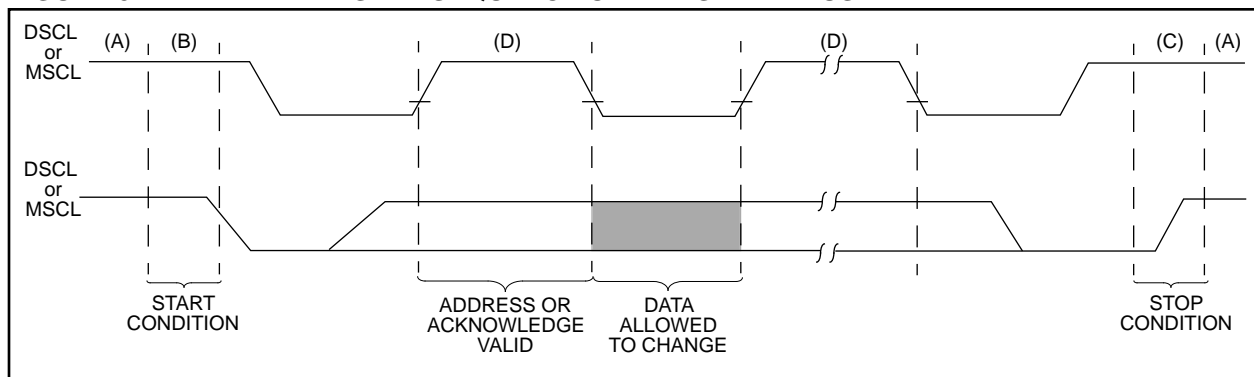 DSCL
or
MSCL
(A)
(B)
(D)
(D)
(C)
(A)
DSCL
or
MSCL
START
CONDITION
ADDRESS OR
ACKNOWLEDGE
VALID
DATA
ALLOWED
TO CHANGE
STOP
CONDITION